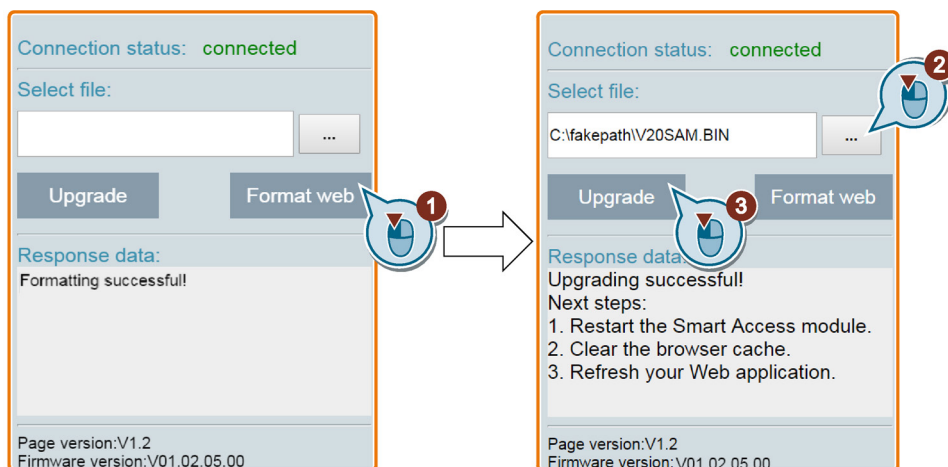 Connection status: connected
Select file:
...
Upgrade
Format web
1
Response data:
Formatting successful!
Page version:V1.2
Firmware version:V01.02.05.00
Connection status: connected
2
Select file:
C:\fakepath\V20SAM.BIN
...
Upgrade
3
Format web
Response data:
Upgrading successful!
Next steps:
1. Restart the Smart Access module.
2. Clear the browser cache.
3. Refresh your Web application.
Page version:V1.2
Firmware version:V01.02.05.00